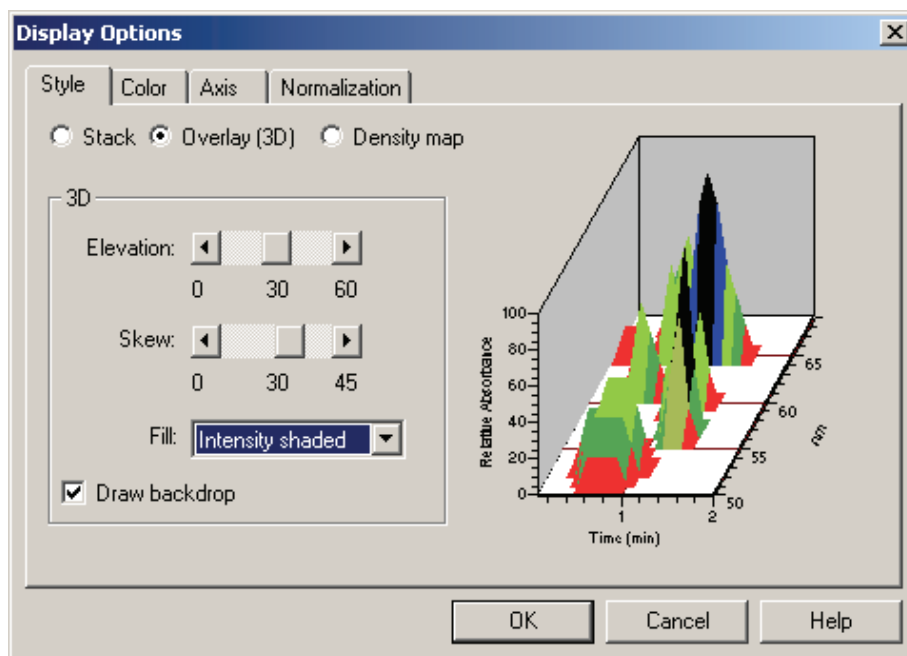 Display Options
Style Color Axis Normalization
Stack Overlay (3D) Density map
3D
Elevation:
0 30 60
Skew:
0 30 45
Fill: Intensity shaded
Draw backdrop
Relative Absorbance
100
80
60
40
20
0
1 2
Time (min)
50
55
60
65
nm
OK Cancel Help